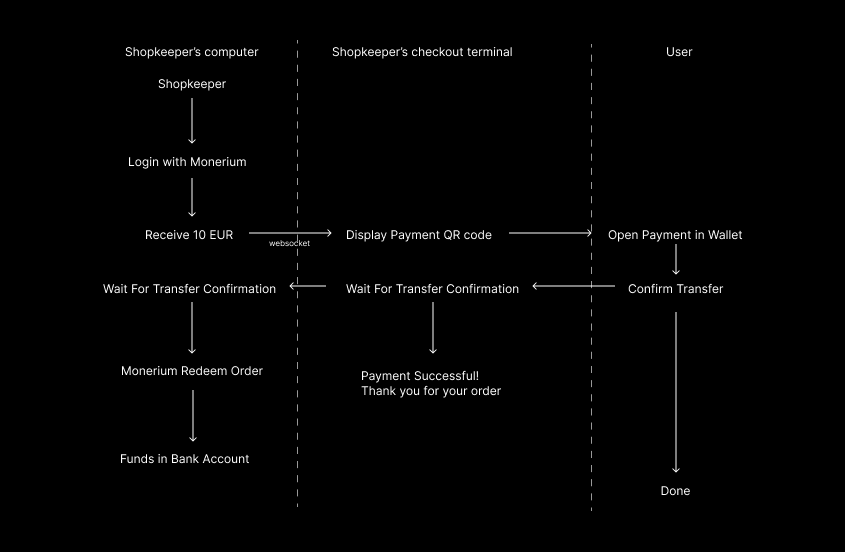 Shopkeeper's computer
Shopkeeper's checkout terminal
User
Shopkeeper
Login with Monerium
Receive 10 EUR
websocket
Display Payment QR code
Open Payment in Wallet
Wait For Transfer Confirmation
Wait For Transfer Confirmation
Confirm Transfer
Monerium Redeem Order
Payment Successful!
Thank you for your order
Funds in Bank Account
Done